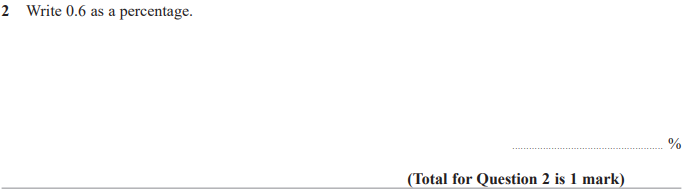 2 Write 0.6 as a percentage.
........................................................... %
(Total for Question 2 is 1 mark)